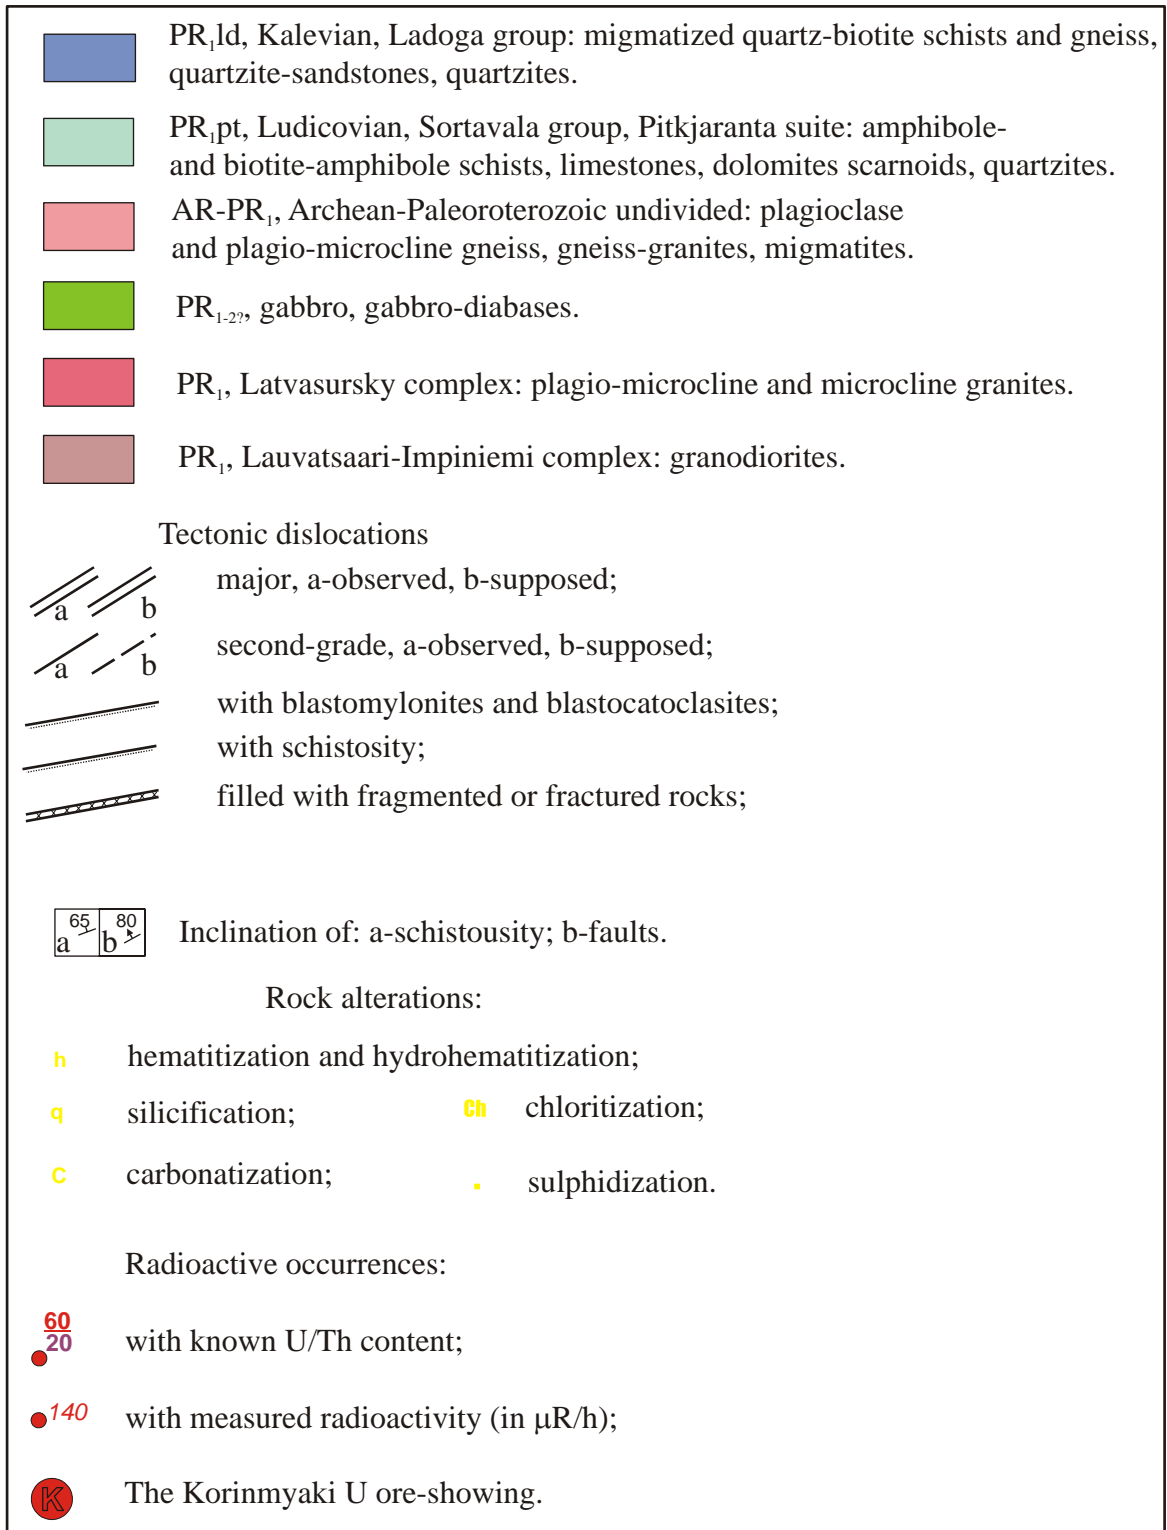 PR₁ld, Kalevian, Ladoga group: migmatized quartz-biotite schists and gneiss,
quartzite-sandstones, quartzites.
PR₁pt, Ludicovian, Sortavala group, Pitkjaranta suite: amphibole-
and biotite-amphibole schists, limestones, dolomites scarnoids, quartzites.
AR-PR₁, Archean-Paleoroterozoic undivided: plagioclase
and plagio-microcline gneiss, gneiss-granites, migmatites.
PR₁₋₂?, gabbro, gabbro-diabases.
PR₁, Latvasursky complex: plagio-microcline and microcline granites.
PR₁, Lauvatsaari-Impiniemi complex: granodiorites.
Tectonic dislocations
a b major, a-observed, b-supposed;
a b second-grade, a-observed, b-supposed;
with blastomylonites and blastocatoclasites;
with schistosity;
filled with fragmented or fractured rocks;
65 80
a b Inclination of: a-schistousity; b-faults.
Rock alterations:
h hematitization and hydrohematitization;
q silicification; Ch chloritization;
C carbonatization; sulphidization.
Radioactive occurrences:
60
20 with known U/Th content;
140 with measured radioactivity (in μR/h);
K The Korinmyaki U ore-showing.